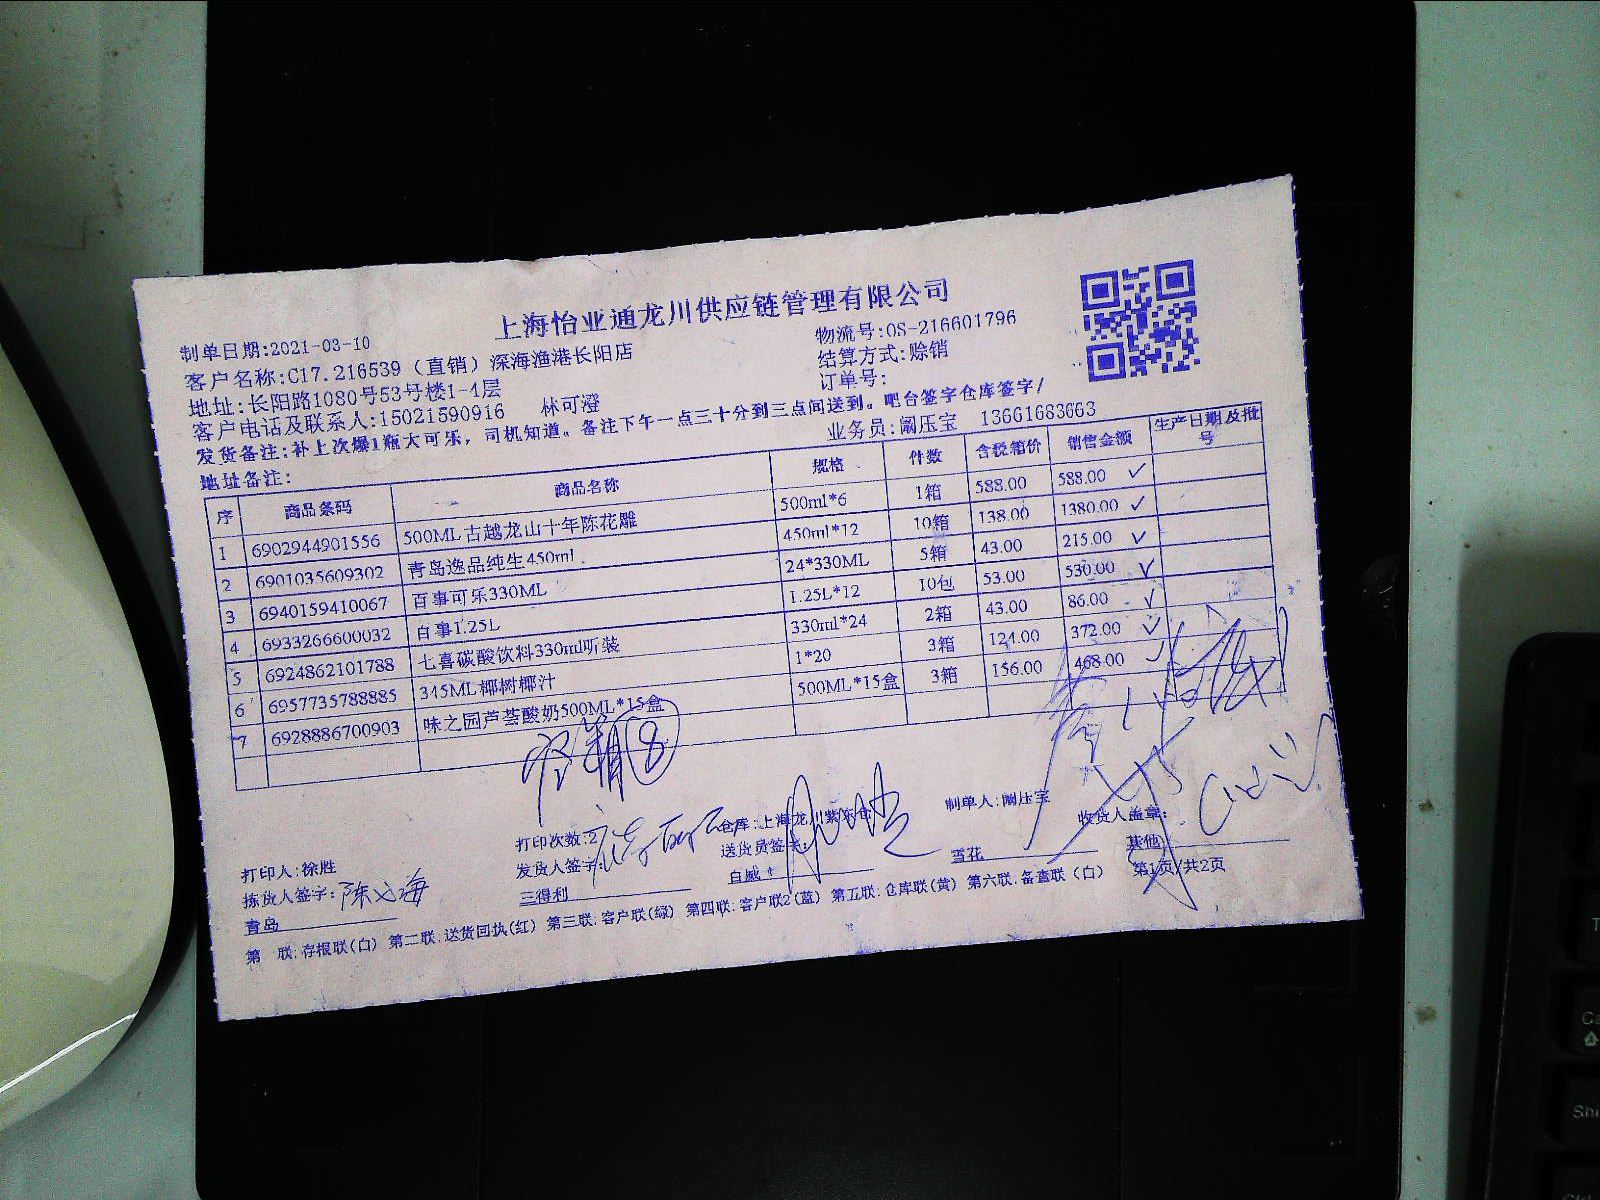 上海怡业通龙川供应链管理有限公司
制单日期:2021-03-10
物流号:OS-216601796
客户名称:C17.216539（直销）深海渔港长阳店
结算方式:赊销
地址:长阳路1080号53号楼1-4层
订单号:
客户电话及联系人:15021590916 林可澄
发货备注:补上次爆1瓶大可乐，司机知道。备注下午一点三十分到三点间送到。吧台签字仓库签字/
业务员:阚压宝 13661683663
地址备注:
序 商品条码 商品名称 规格 件数 含税箱价 销售金额 生产日期及批号
1 6902944901556 500ML古越龙山十年陈花雕 500ml*6 1箱 588.00 588.00 ✓
2 6901035609302 青岛逸品纯生450ml 450ml*12 10箱 138.00 1380.00 ✓
3 6940159410067 百事可乐330ML 24*330ML 5箱 43.00 215.00 ✓
4 6933266600032 百事1.25L 1.25L*12 10包 53.00 530.00 ✓
5 6924862101788 七喜碳酸饮料330ml听装 330ml*24 2箱 43.00 86.00 ✓
6 6957735788885 345ML椰树椰汁 1*20 3箱 124.00 372.00 ✓
7 6928886700903 味之园芦荟酸奶500ML*15盒 500ML*15盒 3箱 156.00 468.00 ✓
8
打印人:徐胜
打印次数:2
仓库:上海龙川紫东仓
制单人:阚压宝
收货人盖章:
拣货人签字:陈义海
发货人签字:
送货员签字:
其他
青岛
三得利
百威
雪花
第1页/共2页
第 联:存根联(白) 第二联:送货回执(红) 第三联:客户联(绿) 第四联:客户联2(蓝) 第五联:仓库联(黄) 第六联:备查联(白)